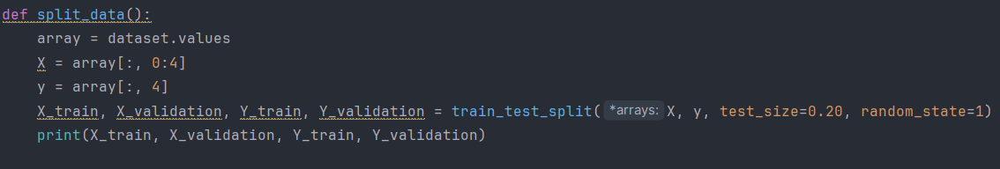 def split_data():
    array = dataset.values
    X = array[:, 0:4]
    y = array[:, 4]
    X_train, X_validation, Y_train, Y_validation = train_test_split(*arrays: X, y, test_size=0.20, random_state=1)
    print(X_train, X_validation, Y_train, Y_validation)